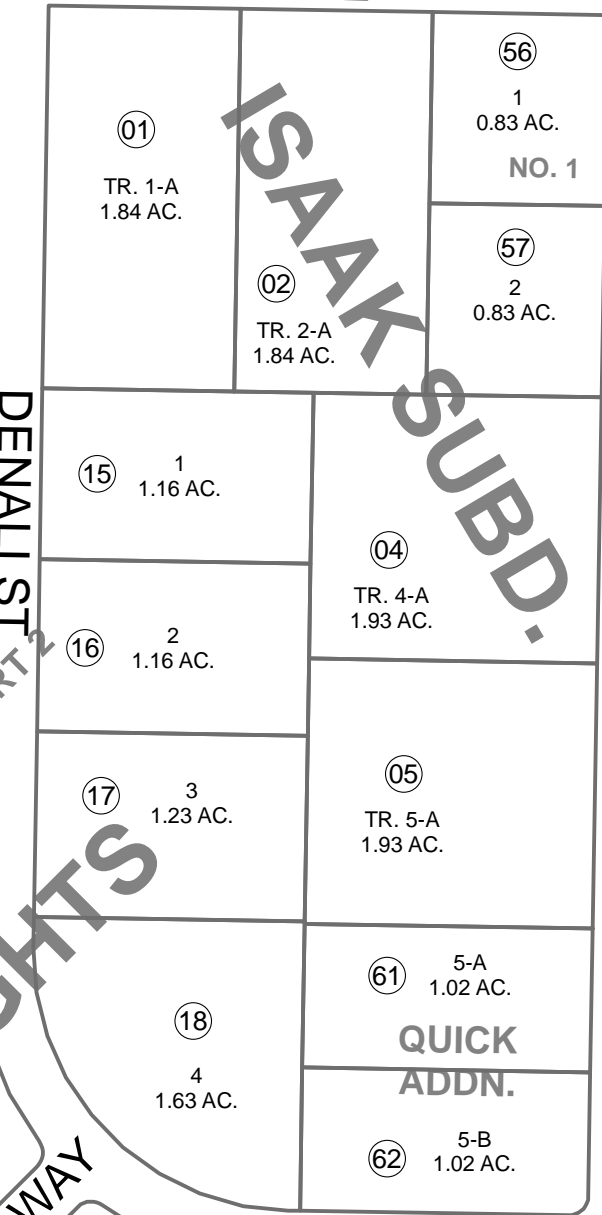 01
TR. 1-A
1.84 AC.
02
TR. 2-A
1.84 AC.
56
1
0.83 AC.
NO. 1
57
2
0.83 AC.
ISAAK SUBD.
DENALI ST
15
1
1.16 AC.
04
TR. 4-A
1.93 AC.
16
2
1.16 AC.
17
3
1.23 AC.
05
TR. 5-A
1.93 AC.
18
4
1.63 AC.
61
5-A
1.02 AC.
QUICK
ADDN.
62
5-B
1.02 AC.
WAY